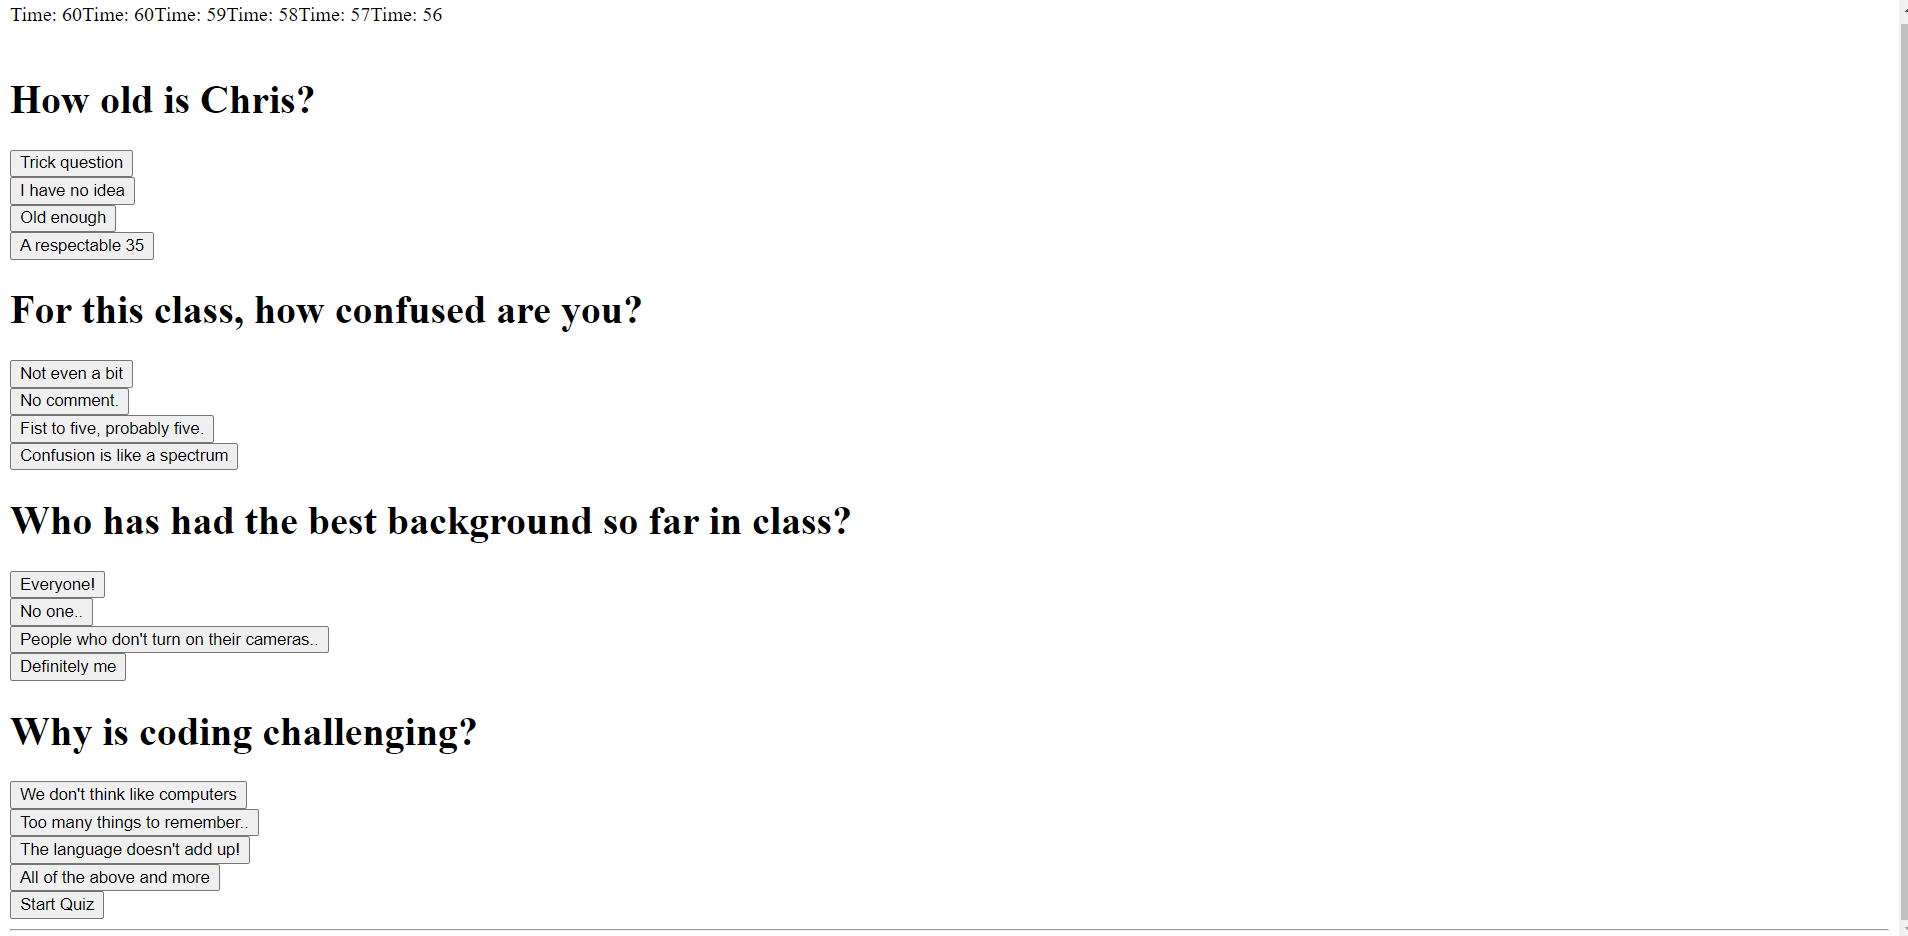 Time: 60Time: 60Time: 59Time: 58Time: 57Time: 56
How old is Chris?
Trick question
I have no idea
Old enough
A respectable 35
For this class, how confused are you?
Not even a bit
No comment.
Fist to five, probably five.
Confusion is like a spectrum
Who has had the best background so far in class?
Everyone!
No one..
People who don't turn on their cameras..
Definitely me
Why is coding challenging?
We don't think like computers
Too many things to remember..
The language doesn't add up!
All of the above and more
Start Quiz